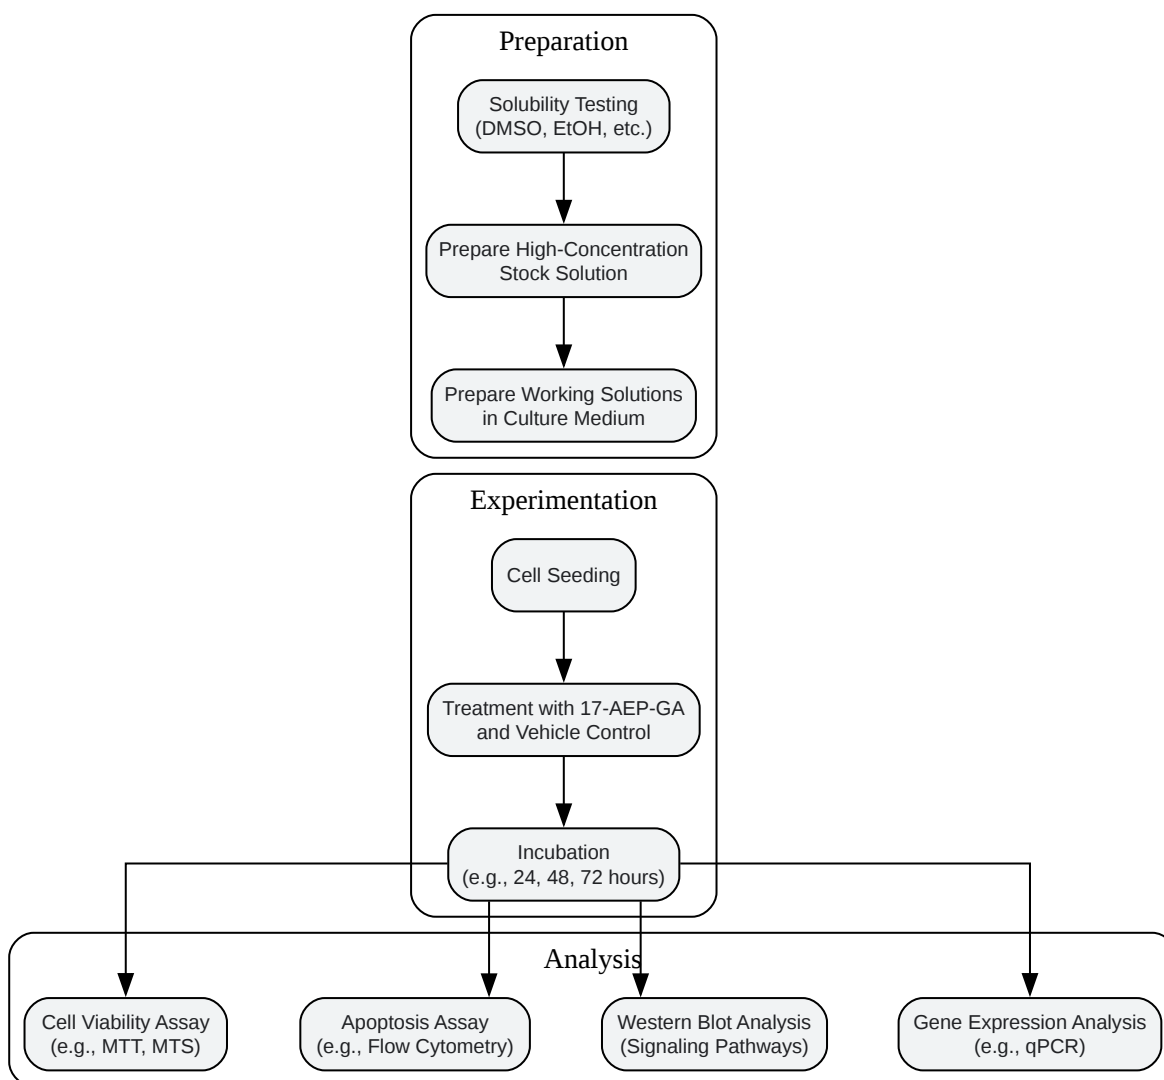 Preparation
Solubility Testing
(DMSO, EtOH, etc.)
Prepare High-Concentration
Stock Solution
Prepare Working Solutions
in Culture Medium
Experimentation
Cell Seeding
Treatment with 17-AEP-GA
and Vehicle Control
Incubation
(e.g., 24, 48, 72 hours)
Analysis
Cell Viability Assay
(e.g., MTT, MTS)
Apoptosis Assay
(e.g., Flow Cytometry)
Western Blot Analysis
(Signaling Pathways)
Gene Expression Analysis
(e.g., qPCR)